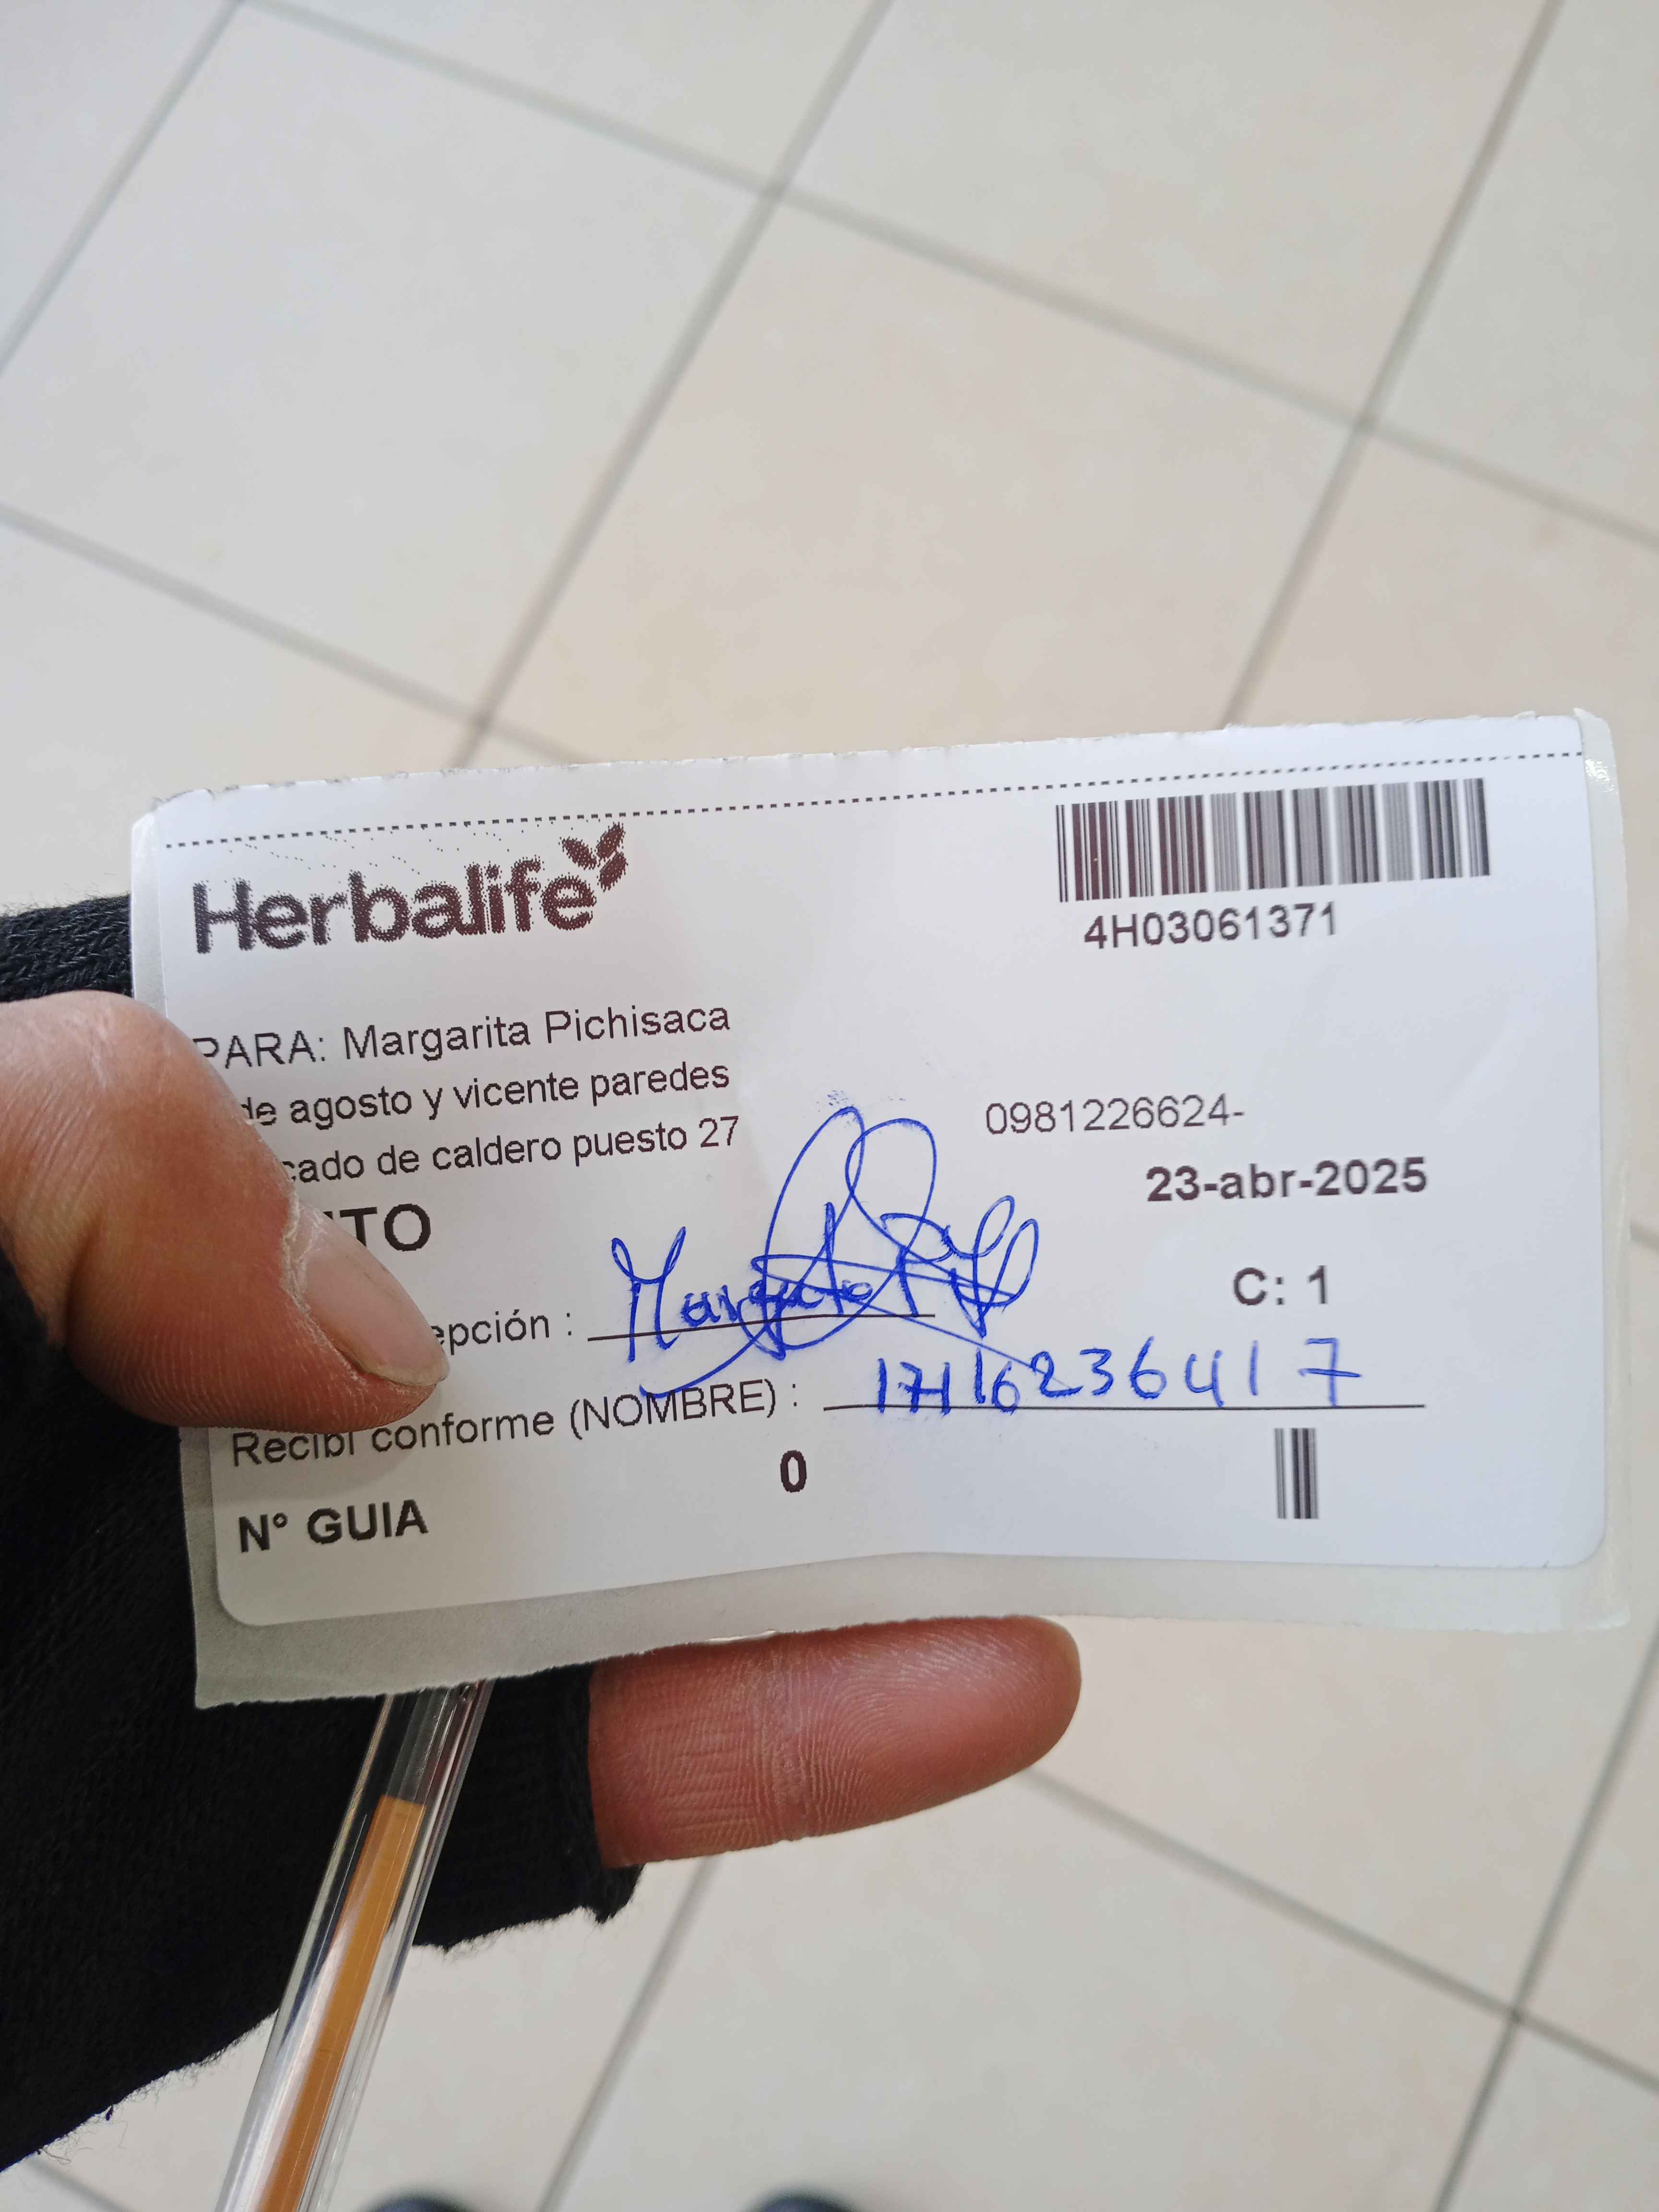 Herbalife
4H03061371
PARA: Margarita Pichisaca
de agosto y vicente paredes
0981226624-
cado de caldero puesto 27
23-abr-2025
TO
C: 1
epción :
Margarita
Recibí conforme (NOMBRE) : 1716236417
0
N° GUIA